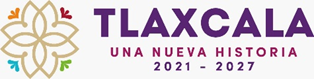 TLAXCALA
UNA NUEVA HISTORIA
2021 - 2027